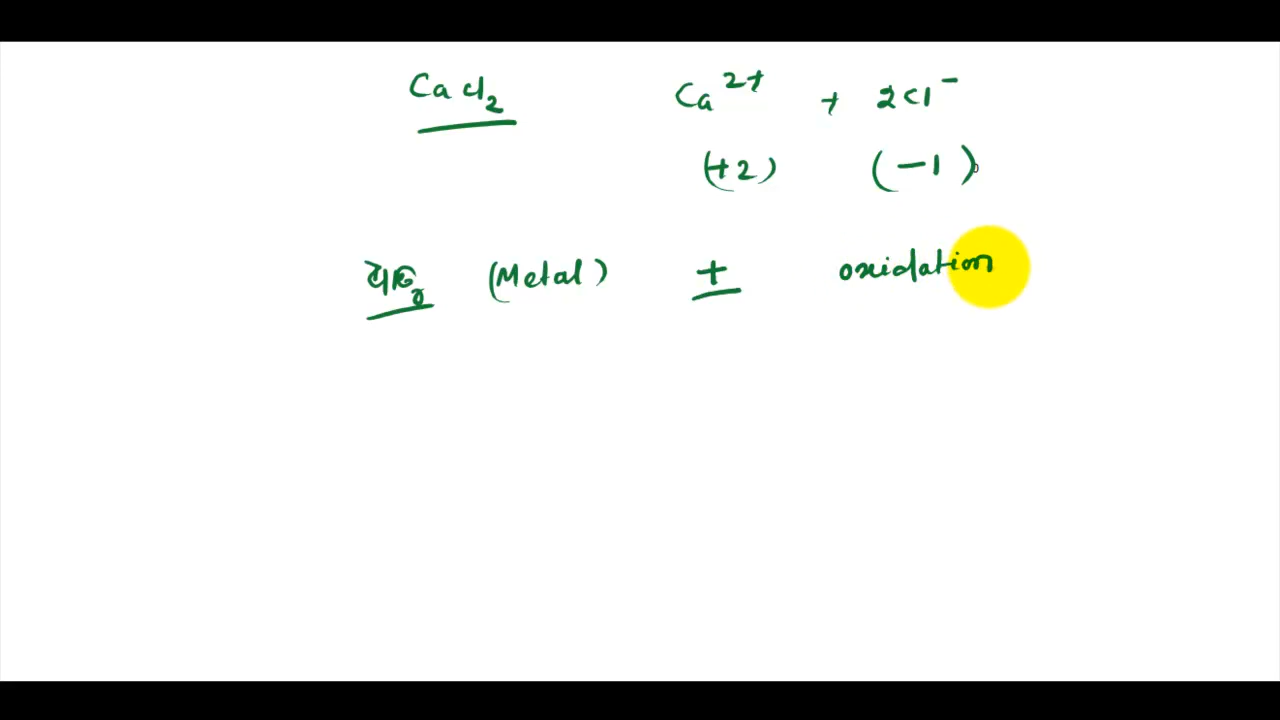 CaCl₂ Ca²⁺ + 2Cl⁻
(+2) (-1)
ধাতু (Metal) + oxidation